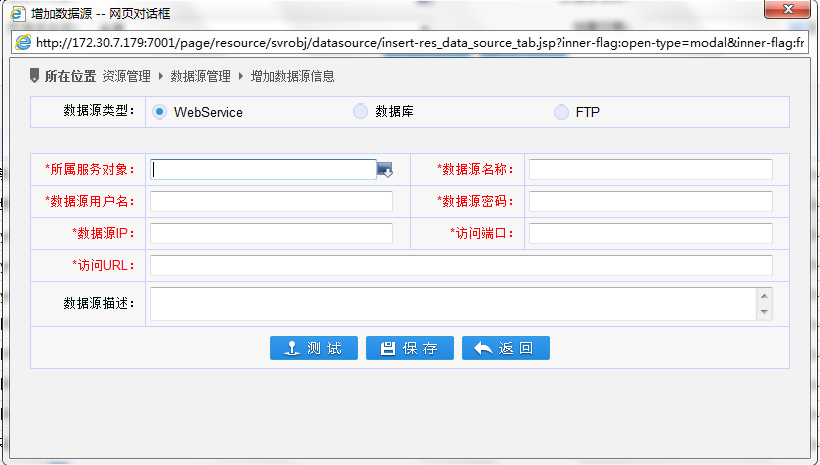 增加数据源 -- 网页对话框
http://172.30.7.179:7001/page/resource/svrobj/datasource/insert-res_data_source_tab.jsp?inner-flag:open-type=modal&inner-flag:fr
所在位置 资源管理 数据源管理 增加数据源信息
数据源类型： WebService 数据库 FTP
*所属服务对象： *数据源名称：
*数据源用户名： *数据源密码：
*数据源IP： *访问端口：
*访问URL：
数据源描述：
测 试 保 存 返 回